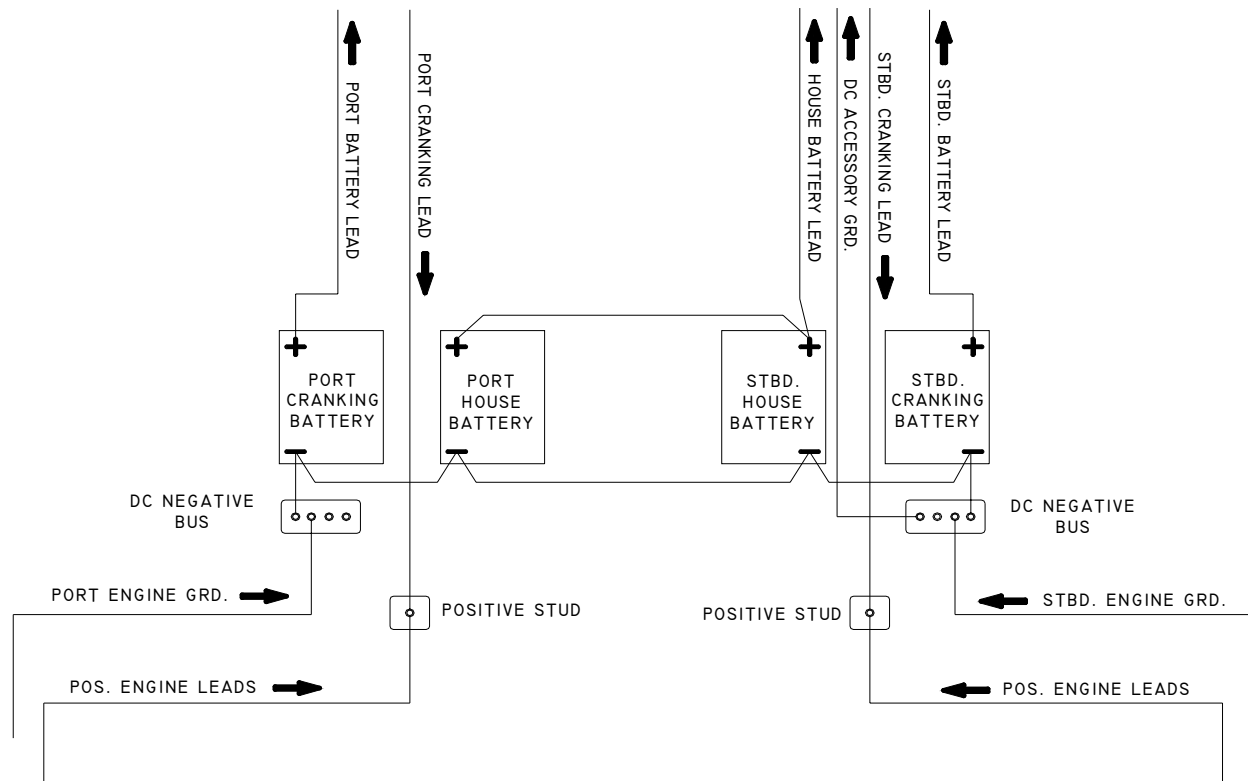 PORT BATTERY LEAD
PORT CRANKING LEAD
HOUSE BATTERY LEAD
DC ACCESSORY GRD.
STBD. CRANKING LEAD
STBD. BATTERY LEAD
PORT
CRANKING
BATTERY
PORT
HOUSE
BATTERY
STBD.
HOUSE
BATTERY
STBD.
CRANKING
BATTERY
DC NEGATIVE
BUS
DC NEGATIVE
BUS
PORT ENGINE GRD.
POSITIVE STUD
POSITIVE STUD
STBD. ENGINE GRD.
POS. ENGINE LEADS
POS. ENGINE LEADS